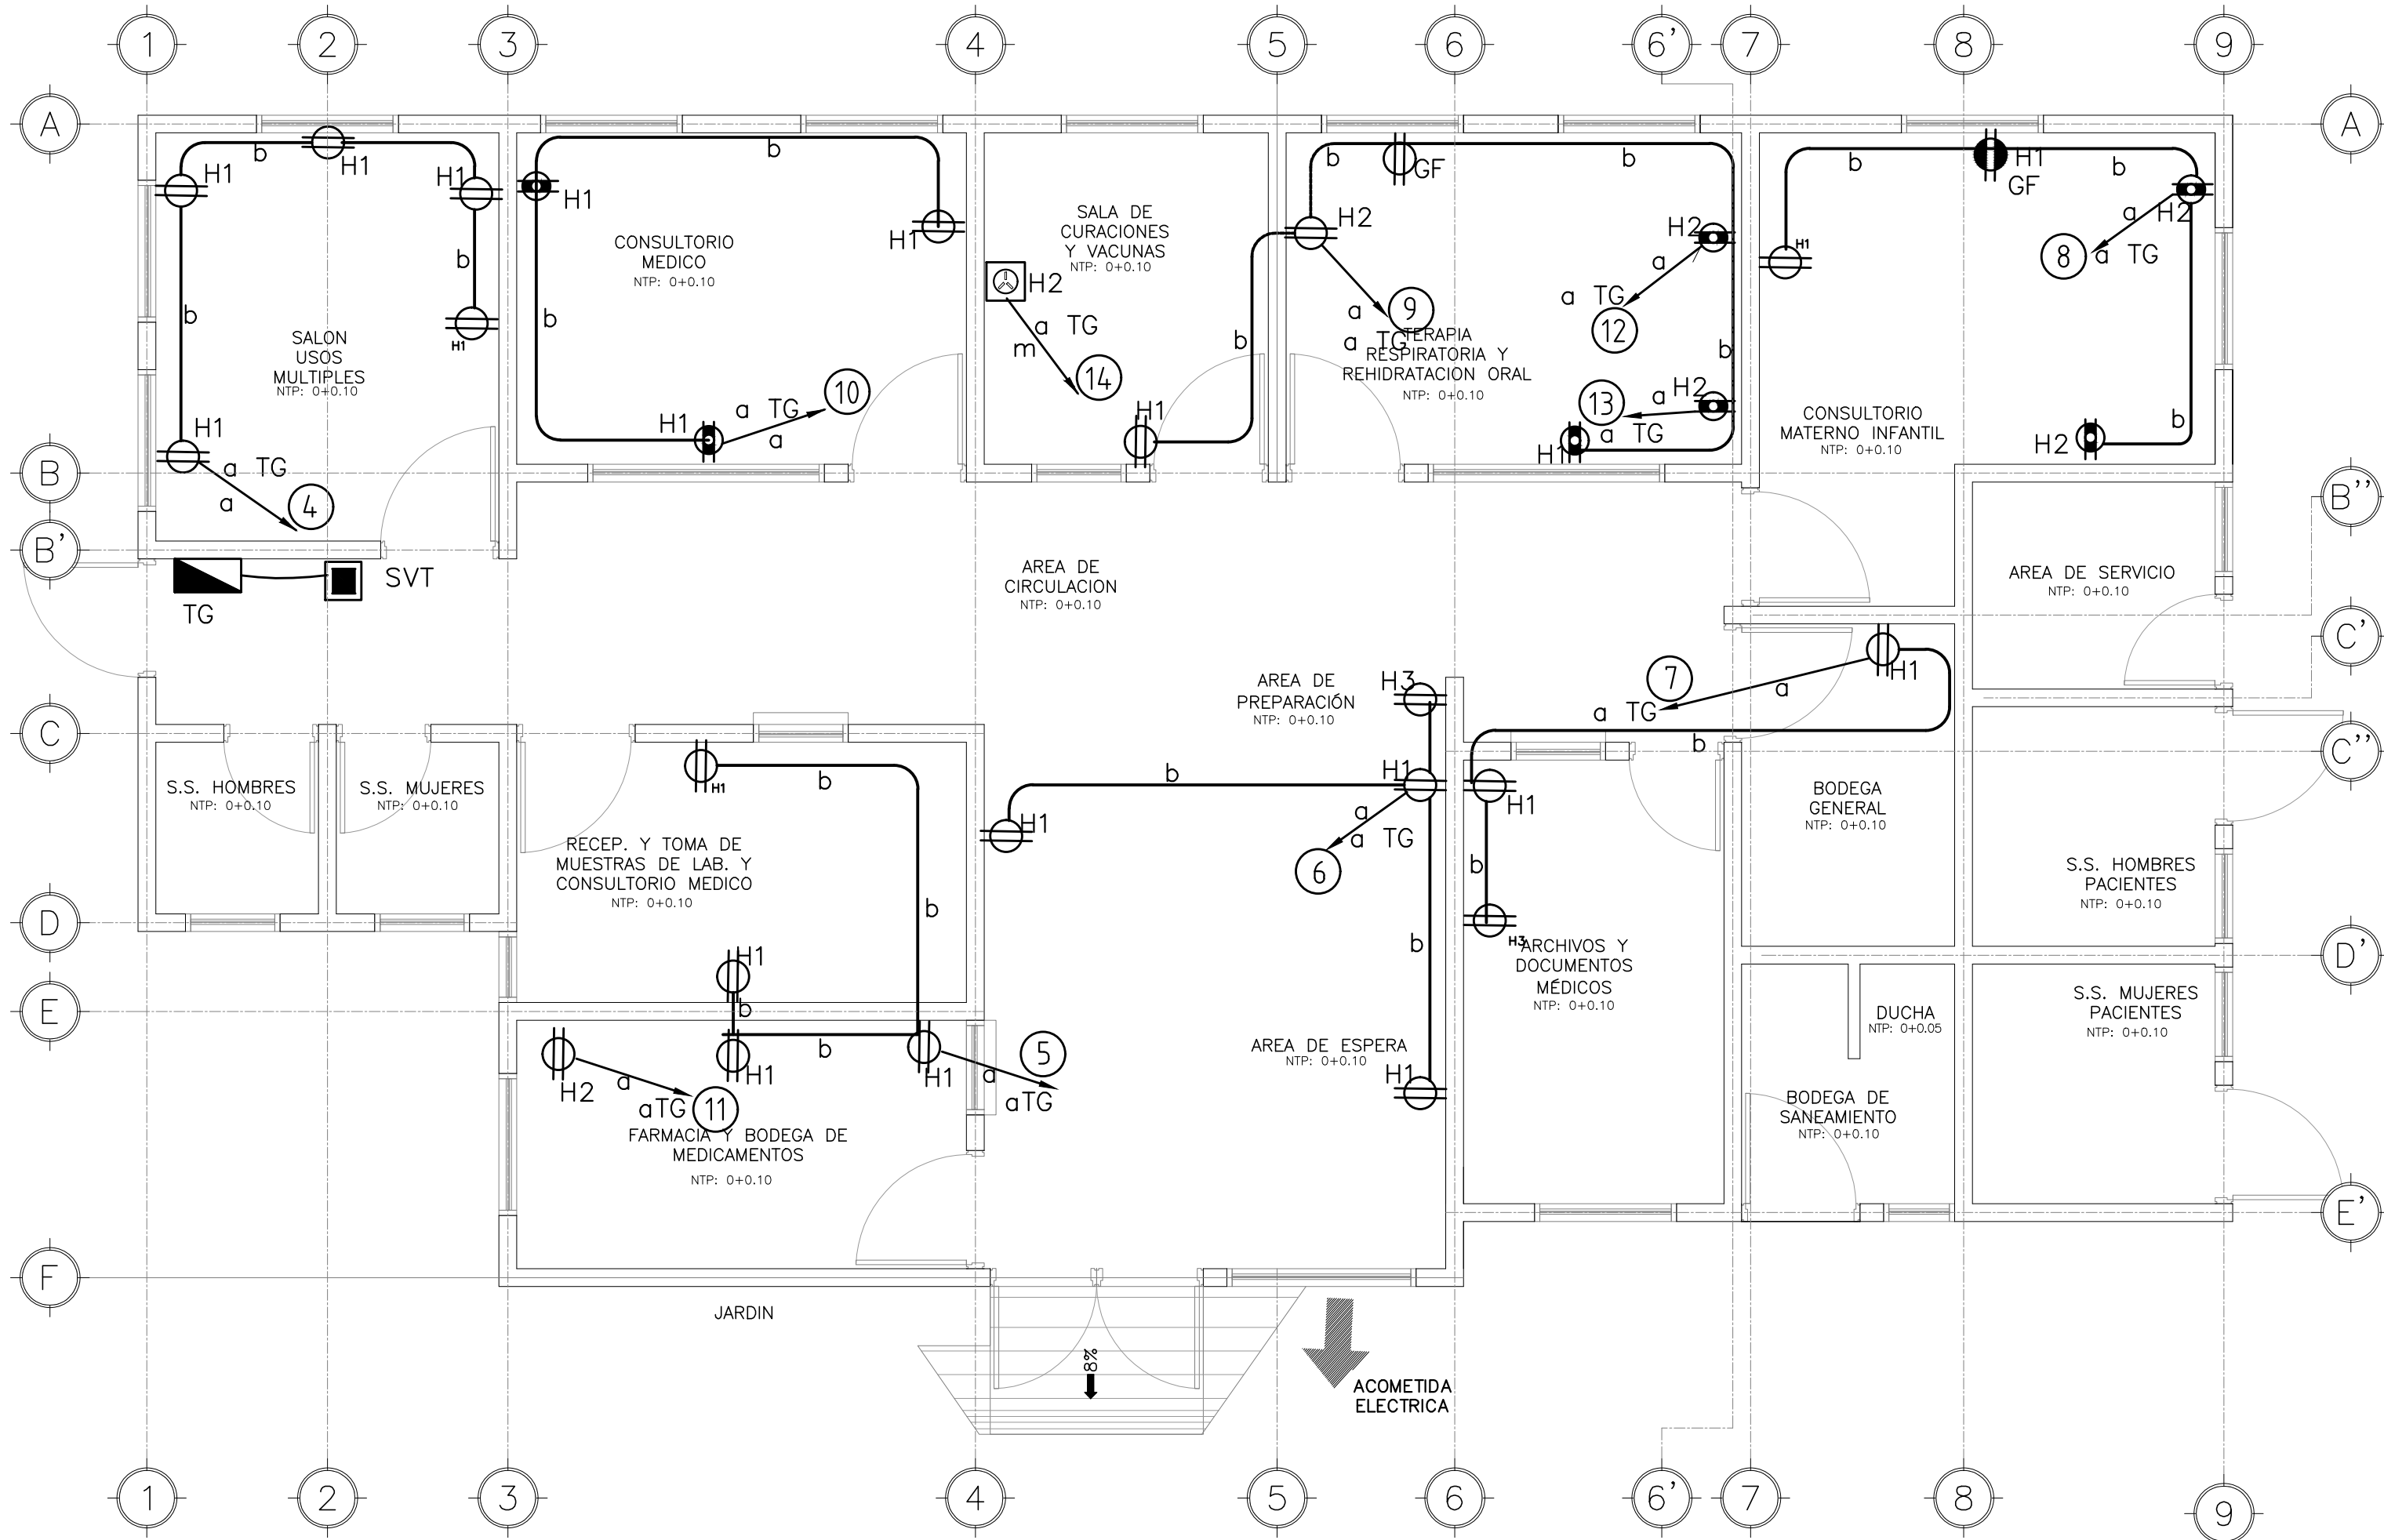 1 2 3 4 5 6 6' 7 8 9
A A
b H1 H1 H1
H1
b
b
SALON
USOS
MULTIPLES
NTP: 0+0.10
H1
H1
a TG
a
4
b
H1
CONSULTORIO
MEDICO
NTP: 0+0.10
H1
b
H1
a TG
a
10
SALA DE
CURACIONES
Y VACUNAS
NTP: 0+0.10
H2
a TG
m
14
H1
b
b
GF
b
H2
a
9
a TG
TERAPIA
RESPIRATORIA Y
REHIDRATACION ORAL
NTP: 0+0.10
H2
a
a TG
12
b
H2
a
13
a TG
H1
b
H1
GF
b
H2
a
8
a TG
H1
CONSULTORIO
MATERNO INFANTIL
NTP: 0+0.10
b
H2
B
B'
B''
TG
SVT
AREA DE
CIRCULACION
NTP: 0+0.10
AREA DE SERVICIO
NTP: 0+0.10
C'
AREA DE
PREPARACIÓN
NTP: 0+0.10
H3
7
a
H1
a TG
b
C
C''
S.S. HOMBRES
NTP: 0+0.10
S.S. MUJERES
NTP: 0+0.10
H1
b
RECEP. Y TOMA DE
MUESTRAS DE LAB. Y
CONSULTORIO MEDICO
NTP: 0+0.10
b
b
H1
H1
a
a TG
6
H1
b
b
H3
BODEGA
GENERAL
NTP: 0+0.10
S.S. HOMBRES
PACIENTES
NTP: 0+0.10
D
D'
ARCHIVOS Y
DOCUMENTOS
MÉDICOS
NTP: 0+0.10
H1
b
E
DUCHA
NTP: 0+0.05
S.S. MUJERES
PACIENTES
NTP: 0+0.10
H2
a
aTG
11
H1
b
H1
a
5
aTG
AREA DE ESPERA
NTP: 0+0.10
H1
FARMACIA Y BODEGA DE
MEDICAMENTOS
NTP: 0+0.10
BODEGA DE
SANEAMIENTO
NTP: 0+0.10
E'
F
JARDIN
8%
ACOMETIDA
ELECTRICA
1 2 3 4 5 6 6' 7 8 9